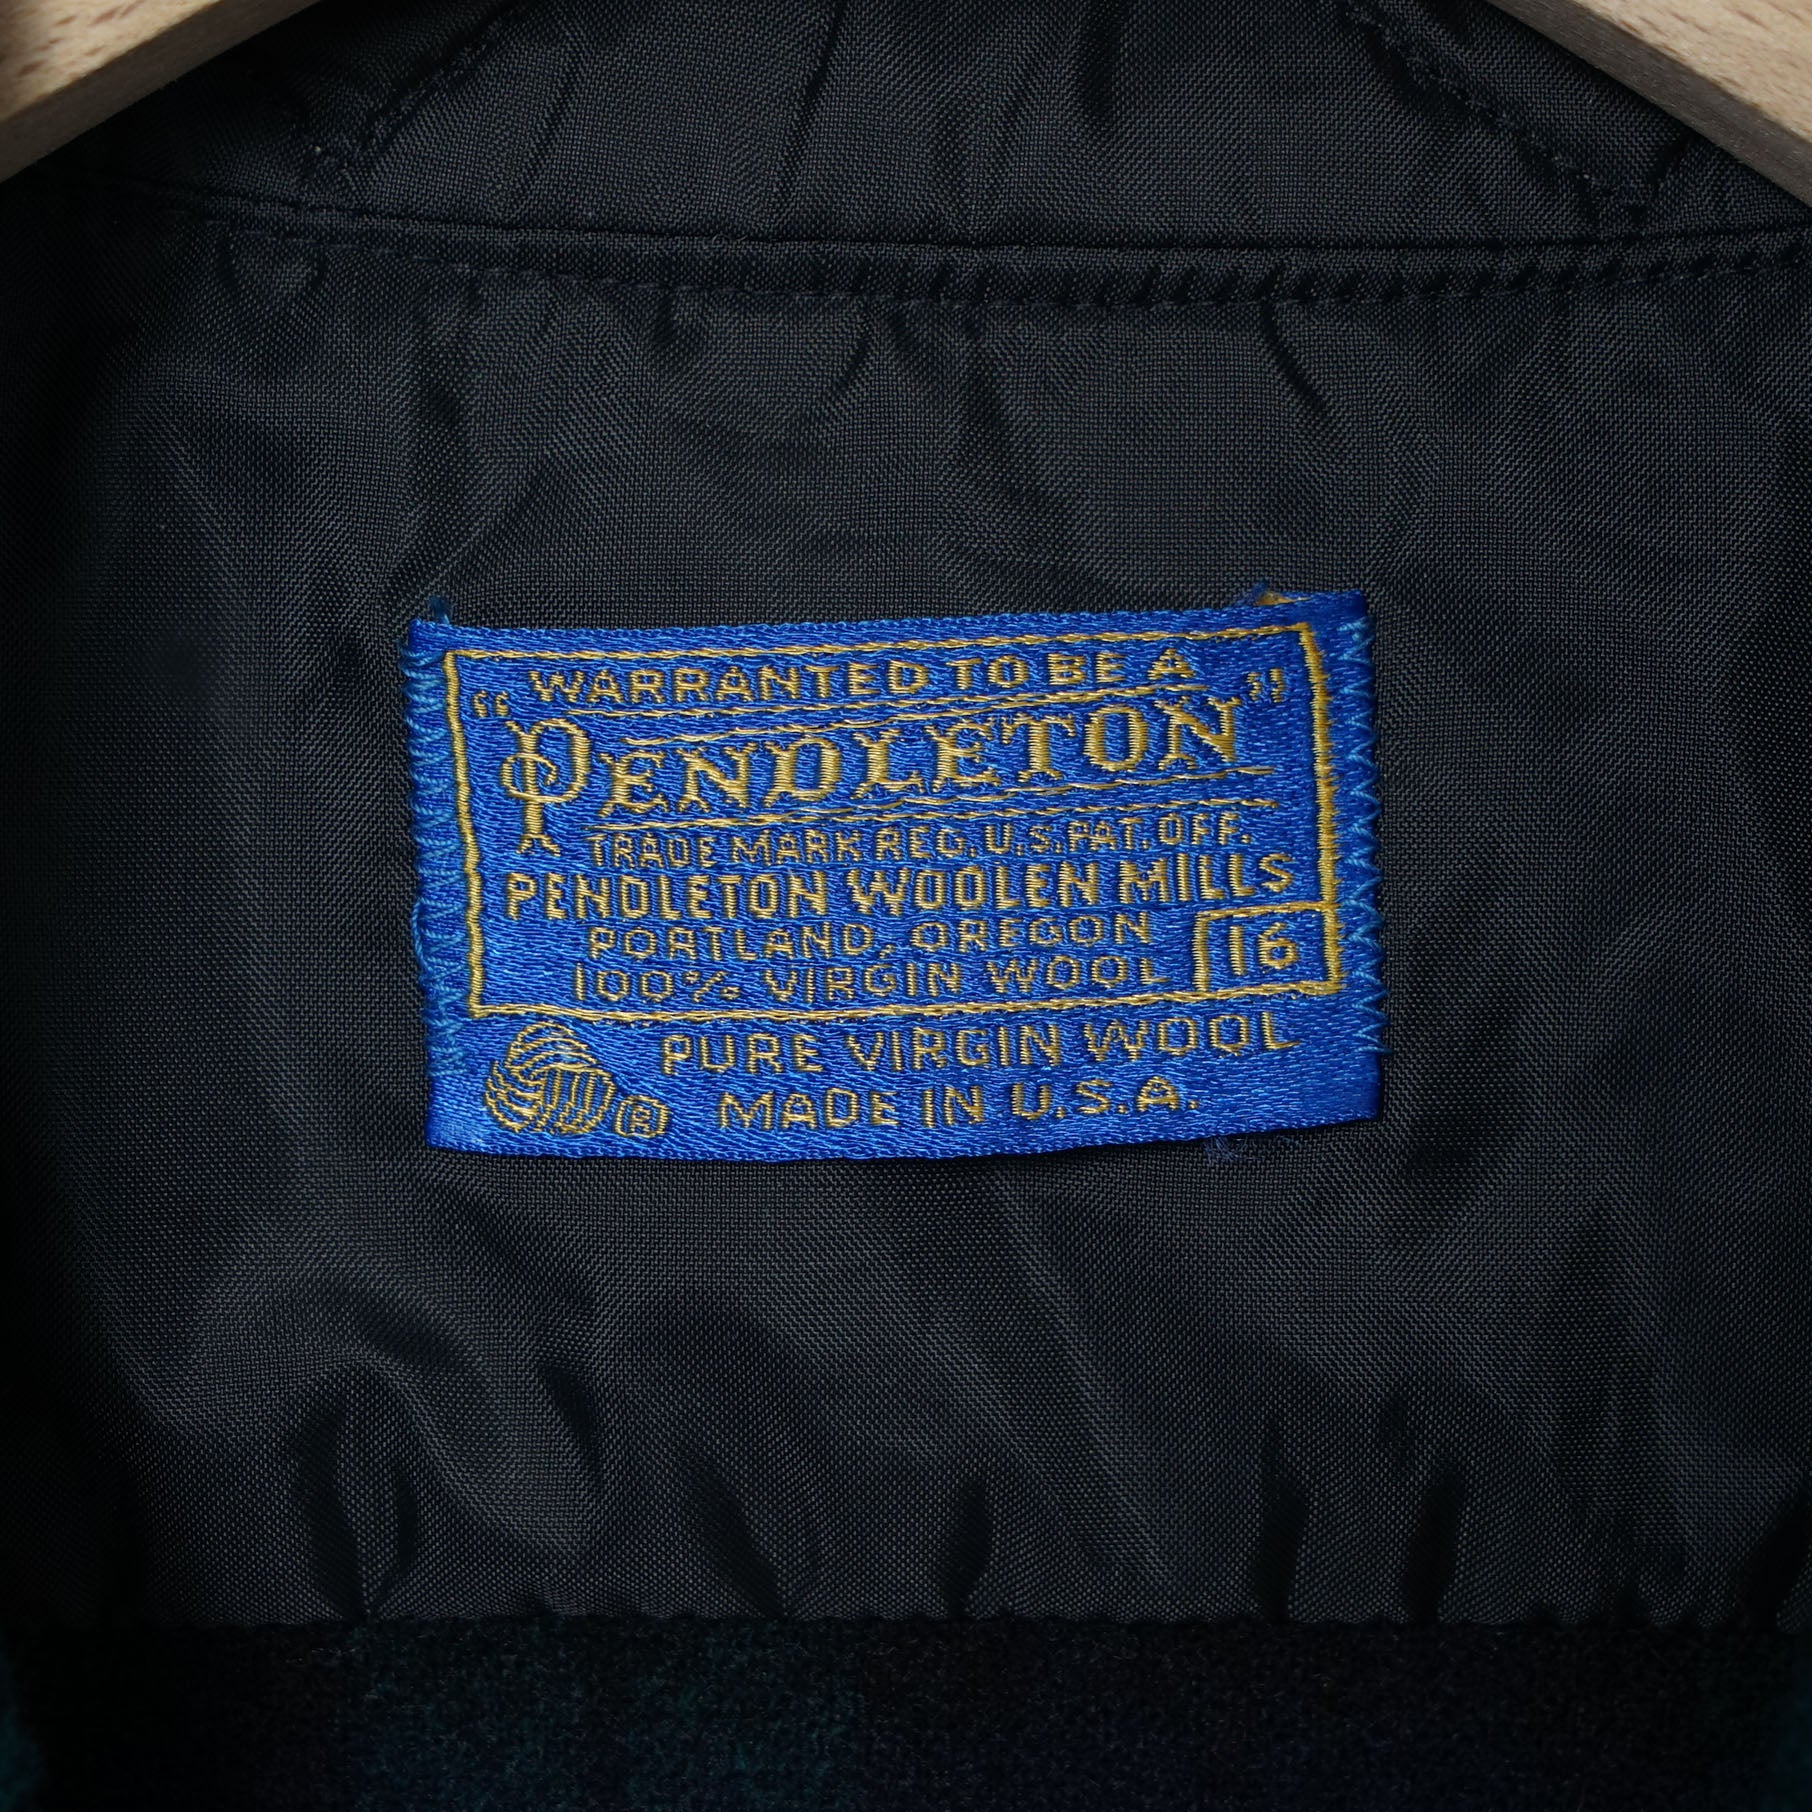 WARRANTED TO BE A
"PENDLETON"
TRADE MARK REG. U.S. PAT. OFF.
PENDLETON WOOLEN MILLS
PORTLAND, OREGON
100% VIRGIN WOOL
16
PURE VIRGIN WOOL
® MADE IN U.S.A.